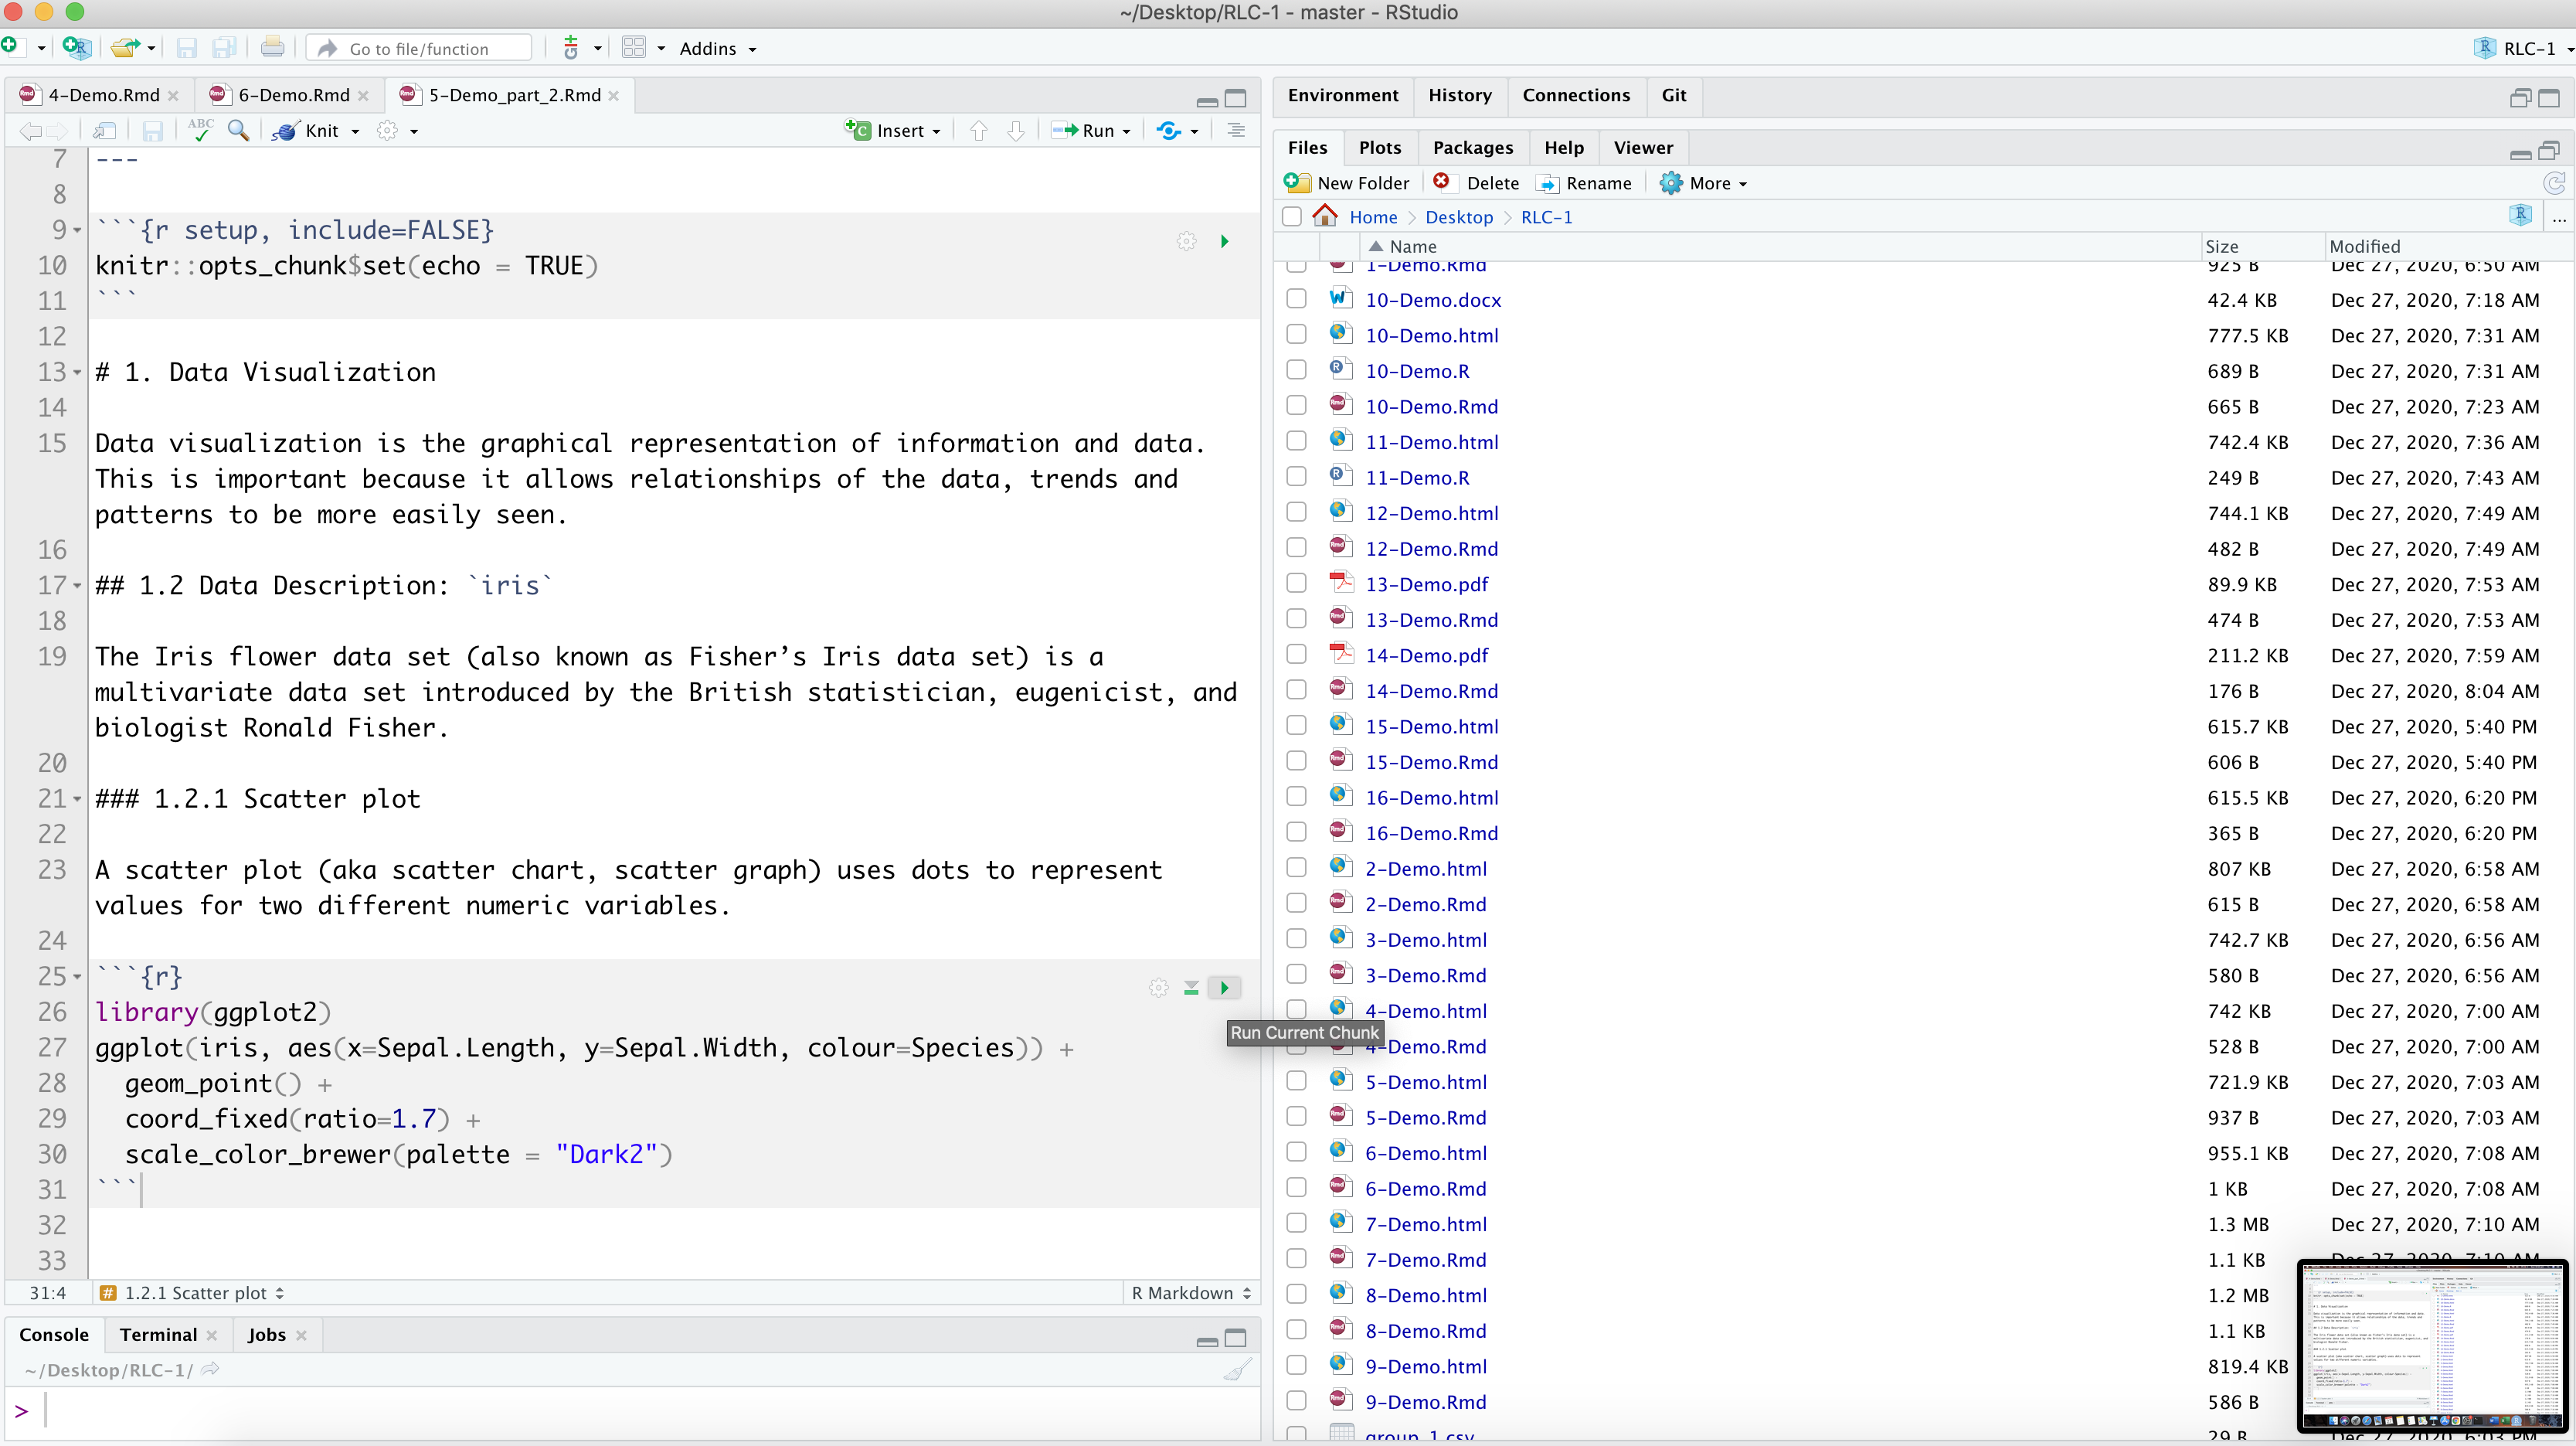 ~/Desktop/RLC-1 - master - RStudio
Go to file/function
Addins
RLC-1
4-Demo.Rmd
6-Demo.Rmd
5-Demo_part_2.Rmd
ABC
Knit
Insert
Run
7 ---
8
9 ```{r setup, include=FALSE}
10 knitr::opts_chunk$set(echo = TRUE)
11 ```
12
13 # 1. Data Visualization
14
15 Data visualization is the graphical representation of information and data.
This is important because it allows relationships of the data, trends and
patterns to be more easily seen.
16
17 ## 1.2 Data Description: `iris`
18
19 The Iris flower data set (also known as Fisher’s Iris data set) is a
multivariate data set introduced by the British statistician, eugenicist, and
biologist Ronald Fisher.
20
21 ### 1.2.1 Scatter plot
22
23 A scatter plot (aka scatter chart, scatter graph) uses dots to represent
values for two different numeric variables.
24
25 ```{r}
26 library(ggplot2)
27 ggplot(iris, aes(x=Sepal.Length, y=Sepal.Width, colour=Species)) +
28 geom_point() +
29 coord_fixed(ratio=1.7) +
30 scale_color_brewer(palette = "Dark2")
31 ```
32
33
Run Current Chunk
31:4
# 1.2.1 Scatter plot
R Markdown
Console
Terminal
Jobs
~/Desktop/RLC-1/
>
Environment
History
Connections
Git
Files
Plots
Packages
Help
Viewer
New Folder
Delete
Rename
More
Home
Desktop
RLC-1
...
Name Size Modified
1-Demo.Rmd 925 B Dec 27, 2020, 6:50 AM
10-Demo.docx 42.4 KB Dec 27, 2020, 7:18 AM
10-Demo.html 777.5 KB Dec 27, 2020, 7:31 AM
10-Demo.R 689 B Dec 27, 2020, 7:31 AM
10-Demo.Rmd 665 B Dec 27, 2020, 7:23 AM
11-Demo.html 742.4 KB Dec 27, 2020, 7:36 AM
11-Demo.R 249 B Dec 27, 2020, 7:43 AM
12-Demo.html 744.1 KB Dec 27, 2020, 7:49 AM
12-Demo.Rmd 482 B Dec 27, 2020, 7:49 AM
13-Demo.pdf 89.9 KB Dec 27, 2020, 7:53 AM
13-Demo.Rmd 474 B Dec 27, 2020, 7:53 AM
14-Demo.pdf 211.2 KB Dec 27, 2020, 7:59 AM
14-Demo.Rmd 176 B Dec 27, 2020, 8:04 AM
15-Demo.html 615.7 KB Dec 27, 2020, 5:40 PM
15-Demo.Rmd 606 B Dec 27, 2020, 5:40 PM
16-Demo.html 615.5 KB Dec 27, 2020, 6:20 PM
16-Demo.Rmd 365 B Dec 27, 2020, 6:20 PM
2-Demo.html 807 KB Dec 27, 2020, 6:58 AM
2-Demo.Rmd 615 B Dec 27, 2020, 6:58 AM
3-Demo.html 742.7 KB Dec 27, 2020, 6:56 AM
3-Demo.Rmd 580 B Dec 27, 2020, 6:56 AM
4-Demo.html 742 KB Dec 27, 2020, 7:00 AM
4-Demo.Rmd 528 B Dec 27, 2020, 7:00 AM
5-Demo.html 721.9 KB Dec 27, 2020, 7:03 AM
5-Demo.Rmd 937 B Dec 27, 2020, 7:03 AM
6-Demo.html 955.1 KB Dec 27, 2020, 7:08 AM
6-Demo.Rmd 1 KB Dec 27, 2020, 7:08 AM
7-Demo.html 1.3 MB Dec 27, 2020, 7:10 AM
7-Demo.Rmd 1.1 KB Dec 27, 2020, 7:10 AM
8-Demo.html 1.2 MB
8-Demo.Rmd 1.1 KB
9-Demo.html 819.4 KB
9-Demo.Rmd 586 B
group_1.csv 29 B Dec 27, 2020, 6:03 PM